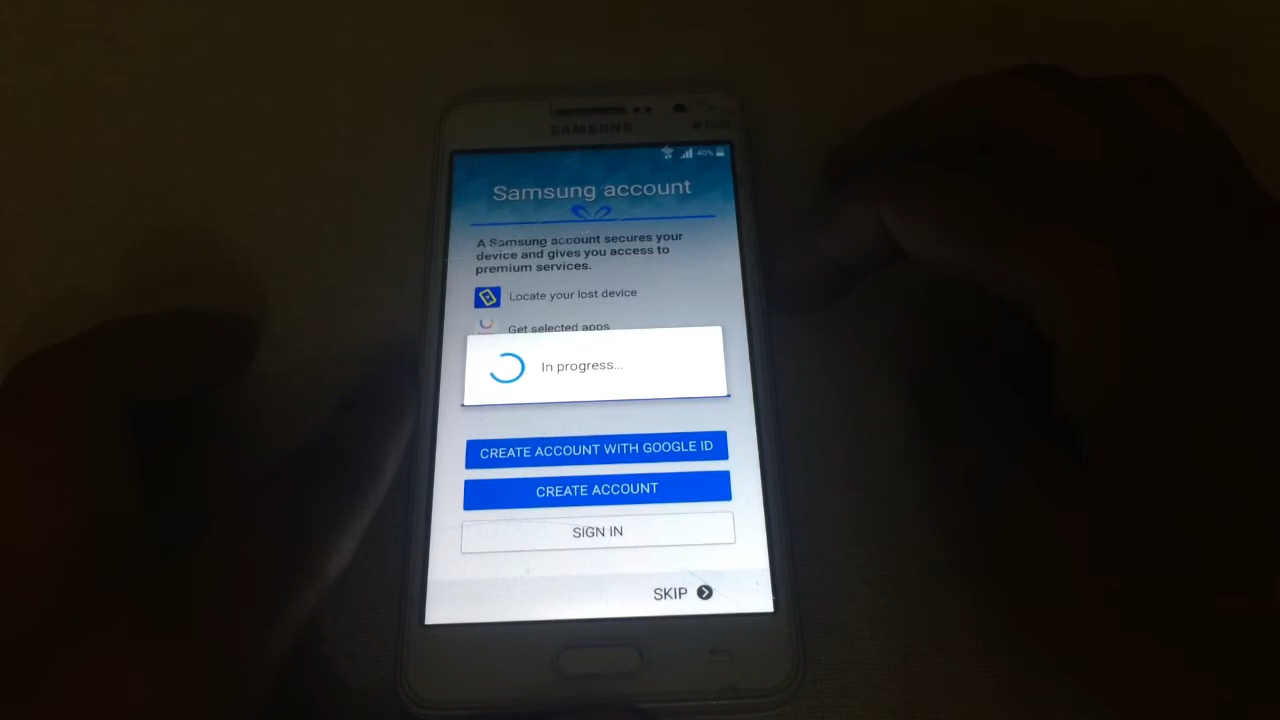 SAMSUNG
40%
Samsung account
A Samsung account secures your
device and gives you access to
premium services.
Locate your lost device
Get selected apps
In progress...
CREATE ACCOUNT WITH GOOGLE ID
CREATE ACCOUNT
SIGN IN
SKIP